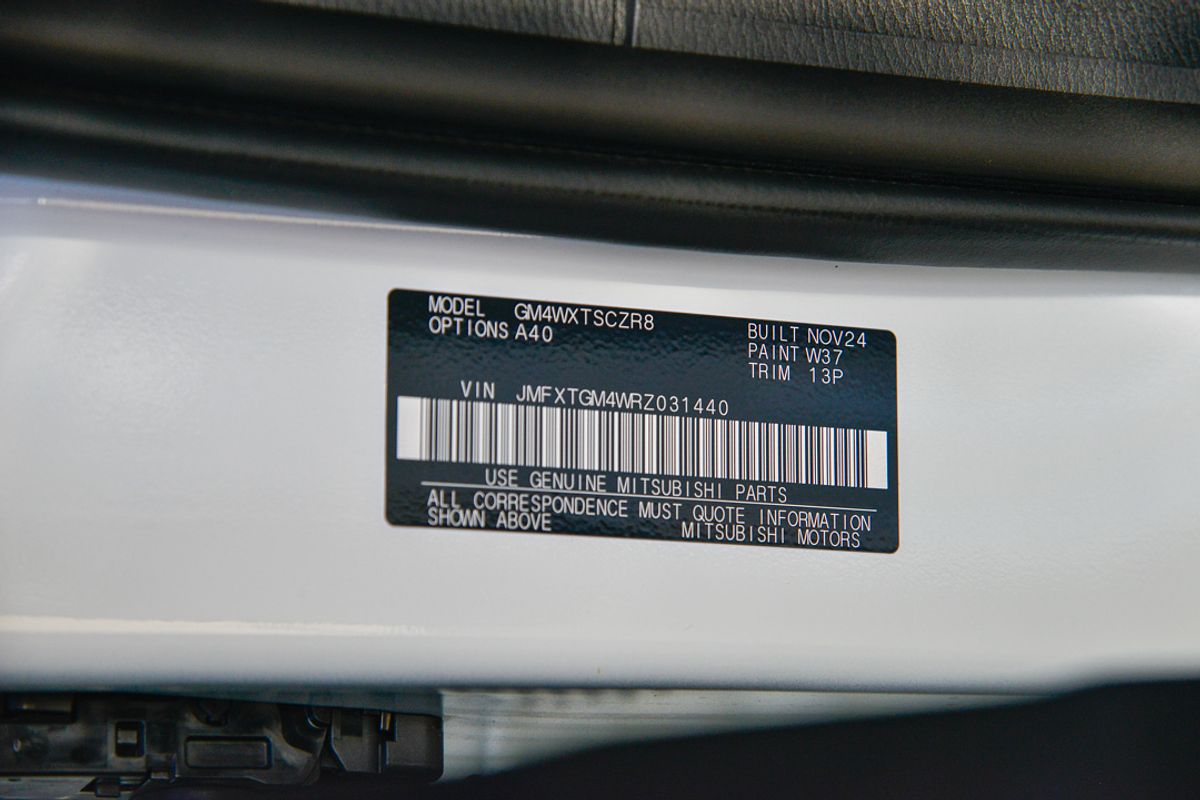 MODEL GM4WXTSCZR8
OPTIONS A40
BUILT NOV24
PAINT W37
TRIM 13P
VIN JMFXTGM4WRZ031440
USE GENUINE MITSUBISHI PARTS
ALL CORRESPONDENCE MUST QUOTE INFORMATION
SHOWN ABOVE MITSUBISHI MOTORS